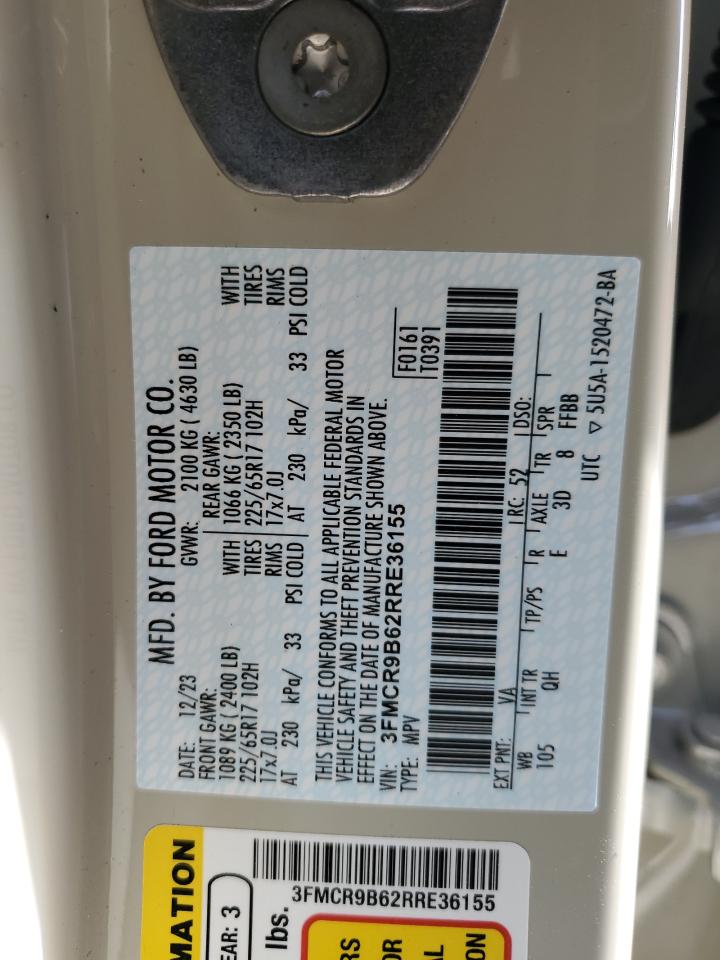 MFD. BY FORD MOTOR CO.
DATE: 12/23 GVWR: 2100 KG ( 4630 LB)
FRONT GAWR: REAR GAWR:
1089 KG ( 2400 LB) WITH 1066 KG ( 2350 LB) WITH
225/65R17 102H TIRES 225/65R17 102H TIRES
17x7.0J RIMS 17x7.0J RIMS
AT 230 kPa/ 33 PSI COLD AT 230 kPa/ 33 PSI COLD
THIS VEHICLE CONFORMS TO ALL APPLICABLE FEDERAL MOTOR
VEHICLE SAFETY AND THEFT PREVENTION STANDARDS IN
EFFECT ON THE DATE OF MANUFACTURE SHOWN ABOVE.
VIN: 3FMCR9B62RRE36155 F0161
TYPE: MPV T0391
EXT PNT: VA RC: 52 DSO:
WB INT TR TP/PS R AXLE TR SPR
105 QH E 3D 8 FFBB
UTC ▽ 5U5A-1520472-BA
MATION
EAR: 3
lbs.
3FMCR9B62RRE36155
RS
OR
AL
ON